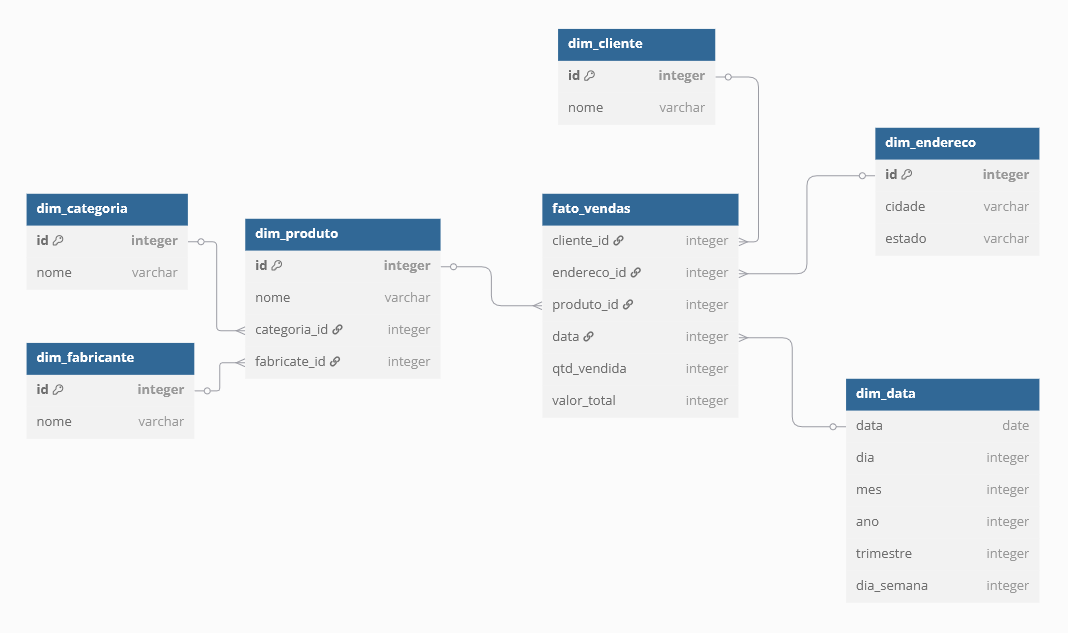 dim_cliente
id integer
nome varchar
dim_endereco
id integer
cidade varchar
estado varchar
dim_categoria
id integer
nome varchar
dim_produto
id integer
nome varchar
categoria_id integer
fabricate_id integer
fato_vendas
cliente_id integer
endereco_id integer
produto_id integer
data integer
qtd_vendida integer
valor_total integer
dim_fabricante
id integer
nome varchar
dim_data
data date
dia integer
mes integer
ano integer
trimestre integer
dia_semana integer